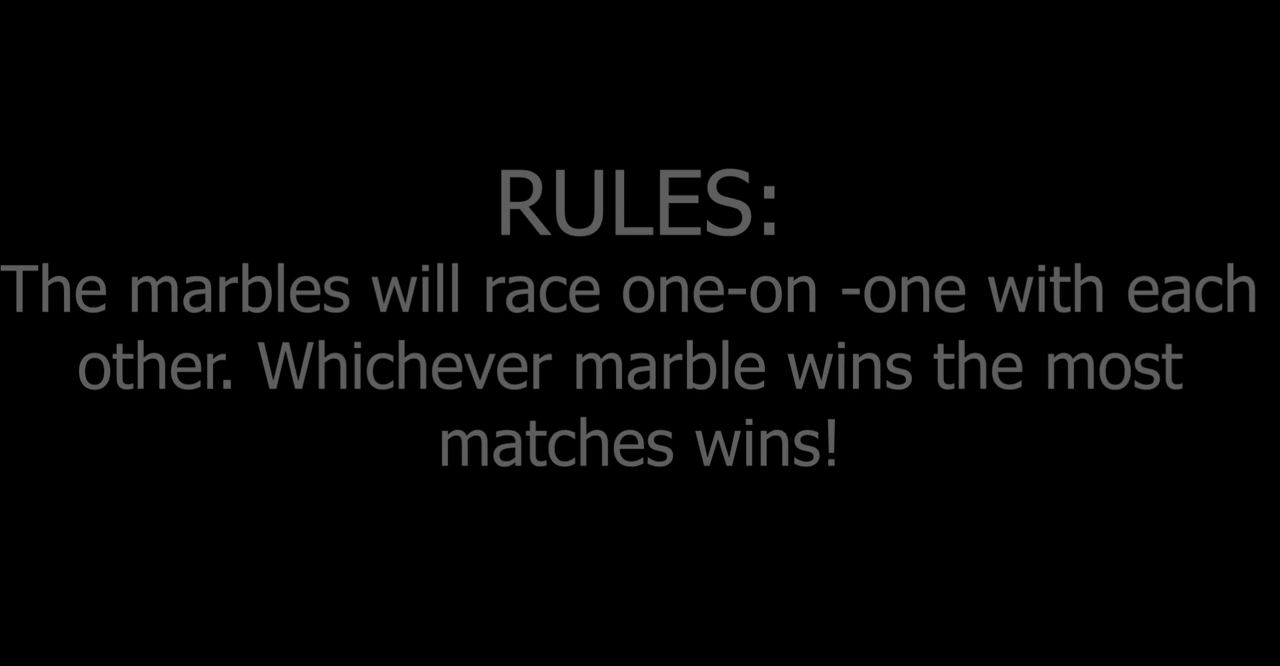 RULES:
The marbles will race one-on -one with each
other. Whichever marble wins the most
matches wins!